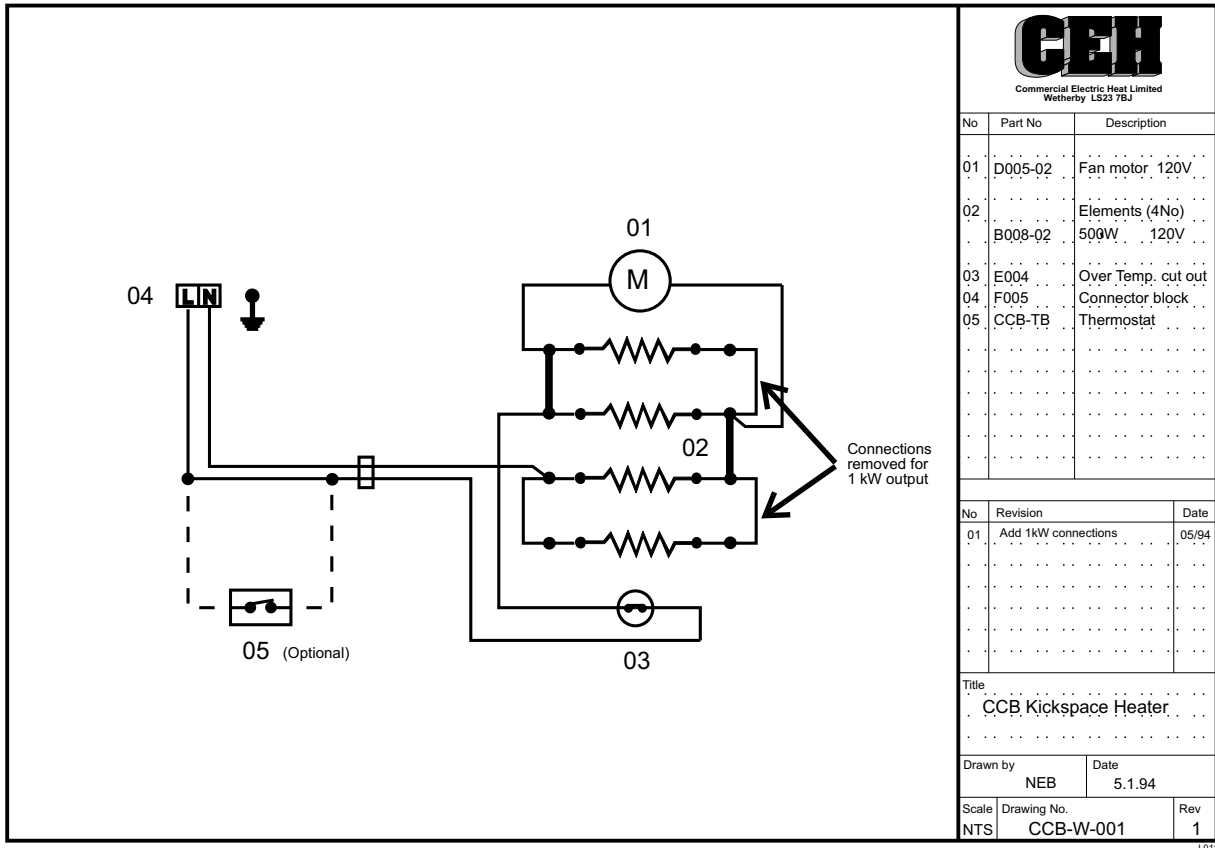 01
M
04 L N
02
Connections
removed for
1 kW output
05 (Optional)
03
CEH
Commercial Electric Heat Limited
Wetherby LS23 7BJ
No Part No Description
01 D005-02 Fan motor 120V
02 Elements (4No)
B008-02 500W 120V
03 E004 Over Temp. cut out
04 F005 Connector block
05 CCB-TB Thermostat
No Revision Date
01 Add 1kW connections 05/94
Title
CCB Kickspace Heater
Drawn by Date
NEB 5.1.94
Scale Drawing No. Rev
NTS CCB-W-001 1